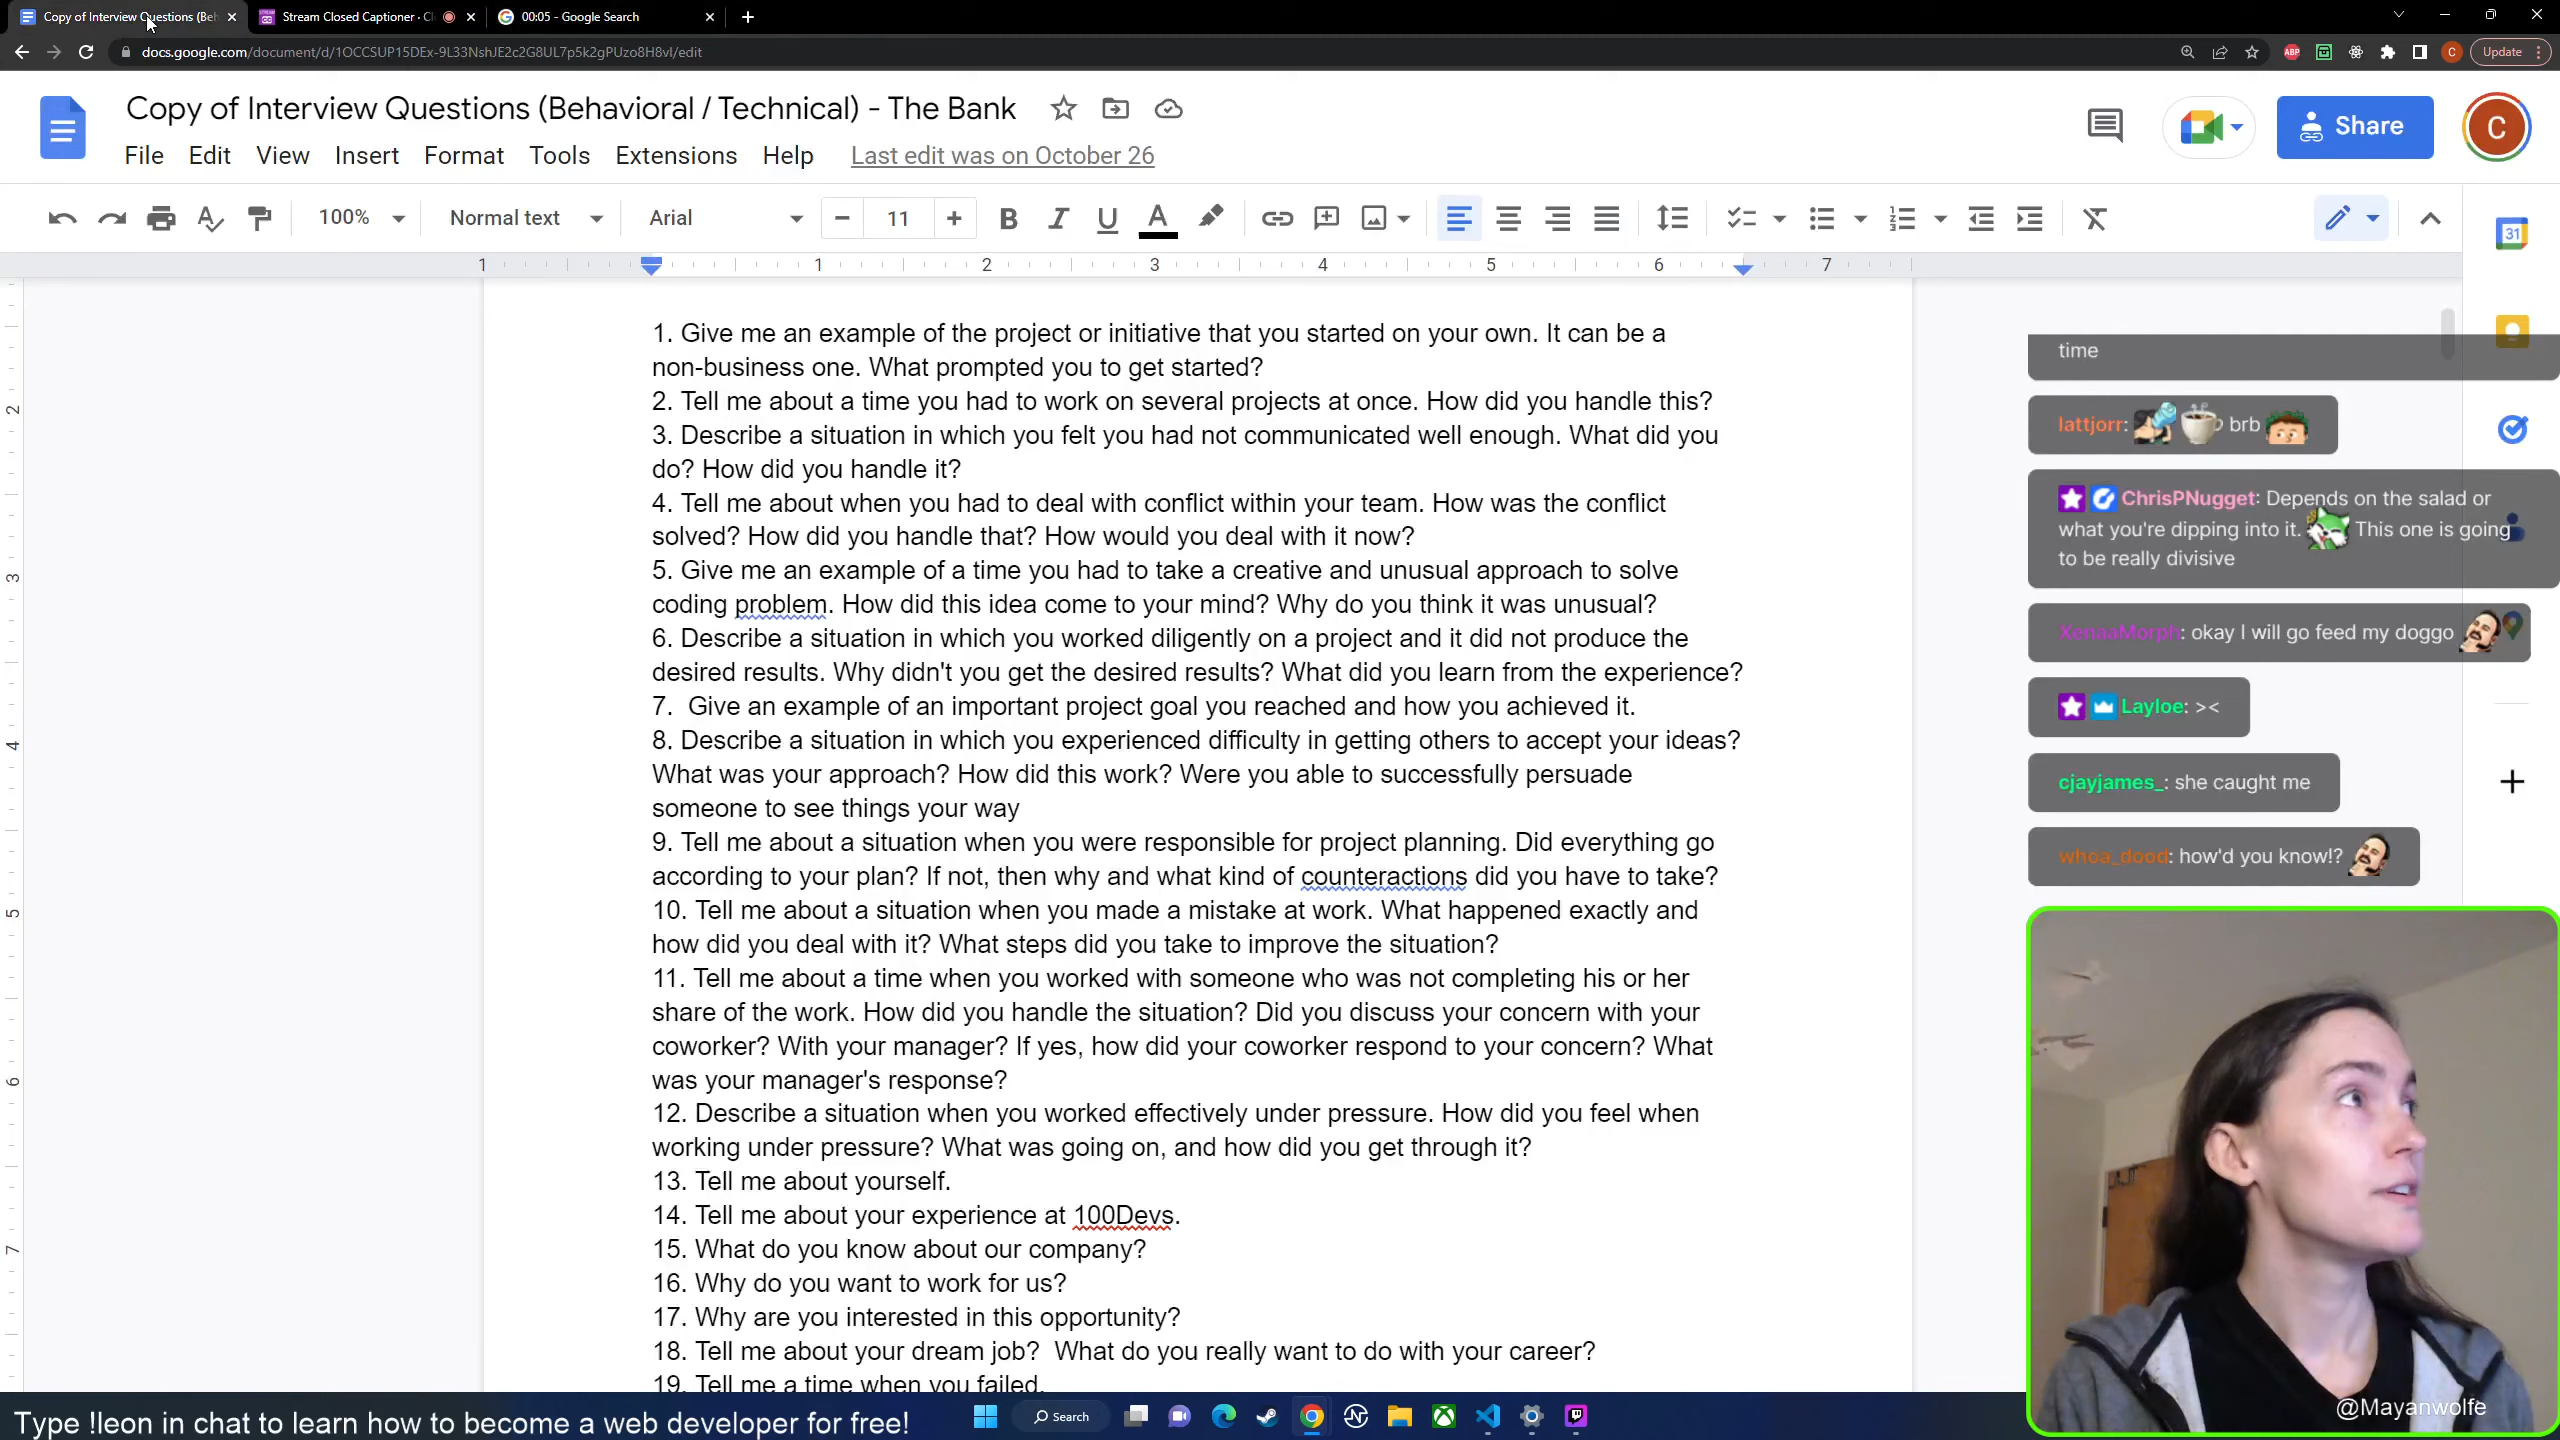 Copy of Interview Questions (Beh
Stream Closed Captioner · C
00:05 - Google Search
docs.google.com/document/d/1OCCSUP15DEx-9L33NshJE2c2G8UL7p5k2gPUzo8H8vI/edit
ABP
C
Update
Copy of Interview Questions (Behavioral / Technical) - The Bank
Share
C
File Edit View Insert Format Tools Extensions Help Last edit was on October 26
100% Normal text Arial 11
31
1 1 2 3 4 5 6 7
2
3
4
5
6
7
1. Give me an example of the project or initiative that you started on your own. It can be a
non-business one. What prompted you to get started?
2. Tell me about a time you had to work on several projects at once. How did you handle this?
3. Describe a situation in which you felt you had not communicated well enough. What did you
do? How did you handle it?
4. Tell me about when you had to deal with conflict within your team. How was the conflict
solved? How did you handle that? How would you deal with it now?
5. Give me an example of a time you had to take a creative and unusual approach to solve
coding problem. How did this idea come to your mind? Why do you think it was unusual?
6. Describe a situation in which you worked diligently on a project and it did not produce the
desired results. Why didn't you get the desired results? What did you learn from the experience?
7.  Give an example of an important project goal you reached and how you achieved it.
8. Describe a situation in which you experienced difficulty in getting others to accept your ideas?
What was your approach? How did this work? Were you able to successfully persuade
someone to see things your way
9. Tell me about a situation when you were responsible for project planning. Did everything go
according to your plan? If not, then why and what kind of counteractions did you have to take?
10. Tell me about a situation when you made a mistake at work. What happened exactly and
how did you deal with it? What steps did you take to improve the situation?
11. Tell me about a time when you worked with someone who was not completing his or her
share of the work. How did you handle the situation? Did you discuss your concern with your
coworker? With your manager? If yes, how did your coworker respond to your concern? What
was your manager's response?
12. Describe a situation when you worked effectively under pressure. How did you feel when
working under pressure? What was going on, and how did you get through it?
13. Tell me about yourself.
14. Tell me about your experience at 100Devs.
15. What do you know about our company?
16. Why do you want to work for us?
17. Why are you interested in this opportunity?
18. Tell me about your dream job?  What do you really want to do with your career?
19. Tell me a time when you failed.
time
lattjorr: brb
ChrisPNugget: Depends on the salad or
what you're dipping into it. This one is going
to be really divisive
XenaaMorph: okay I will go feed my doggo
Layloe: ><
cjayjames_: she caught me
whoa_dood: how'd you know!?
@Mayanwolfe
Type !leon in chat to learn how to become a web developer for free!
Search